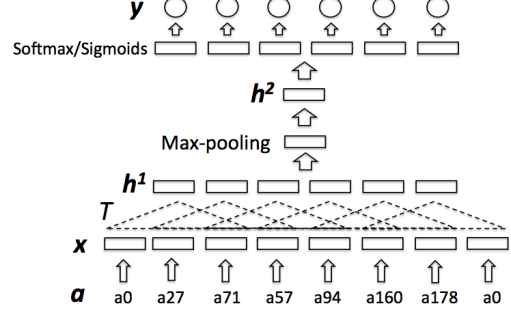 y
Softmax/Sigmoids
h²
Max-pooling
h¹
T
x
a a0 a27 a71 a57 a94 a160 a178 a0